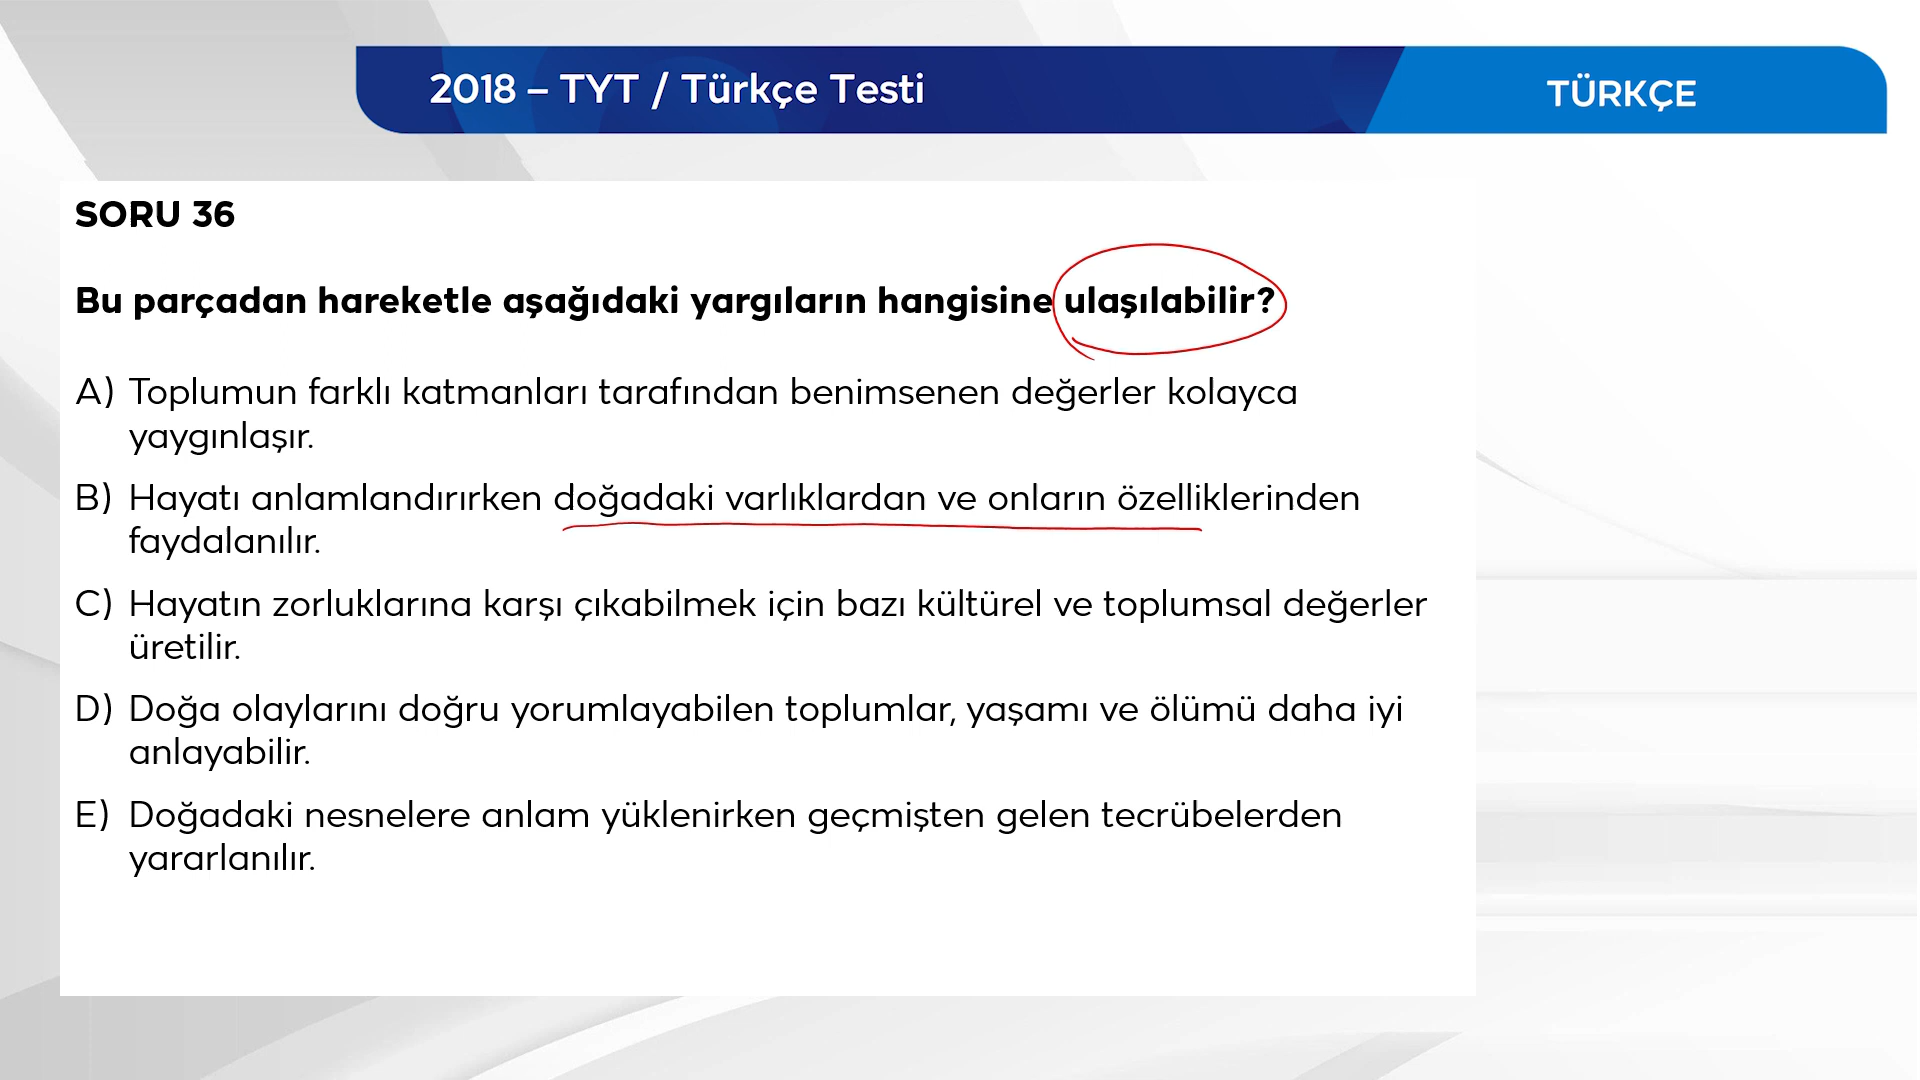 2018 – TYT / Türkçe Testi
TÜRKÇE
SORU 36
Bu parçadan hareketle aşağıdaki yargıların hangisine ulaşılabilir?
A) Toplumun farklı katmanları tarafından benimsenen değerler kolayca
yaygınlaşır.
B) Hayatı anlamlandırırken doğadaki varlıklardan ve onların özelliklerinden
faydalanılır.
C) Hayatın zorluklarına karşı çıkabilmek için bazı kültürel ve toplumsal değerler
üretilir.
D) Doğa olaylarını doğru yorumlayabilen toplumlar, yaşamı ve ölümü daha iyi
anlayabilir.
E) Doğadaki nesnelere anlam yüklenirken geçmişten gelen tecrübelerden
yararlanılır.